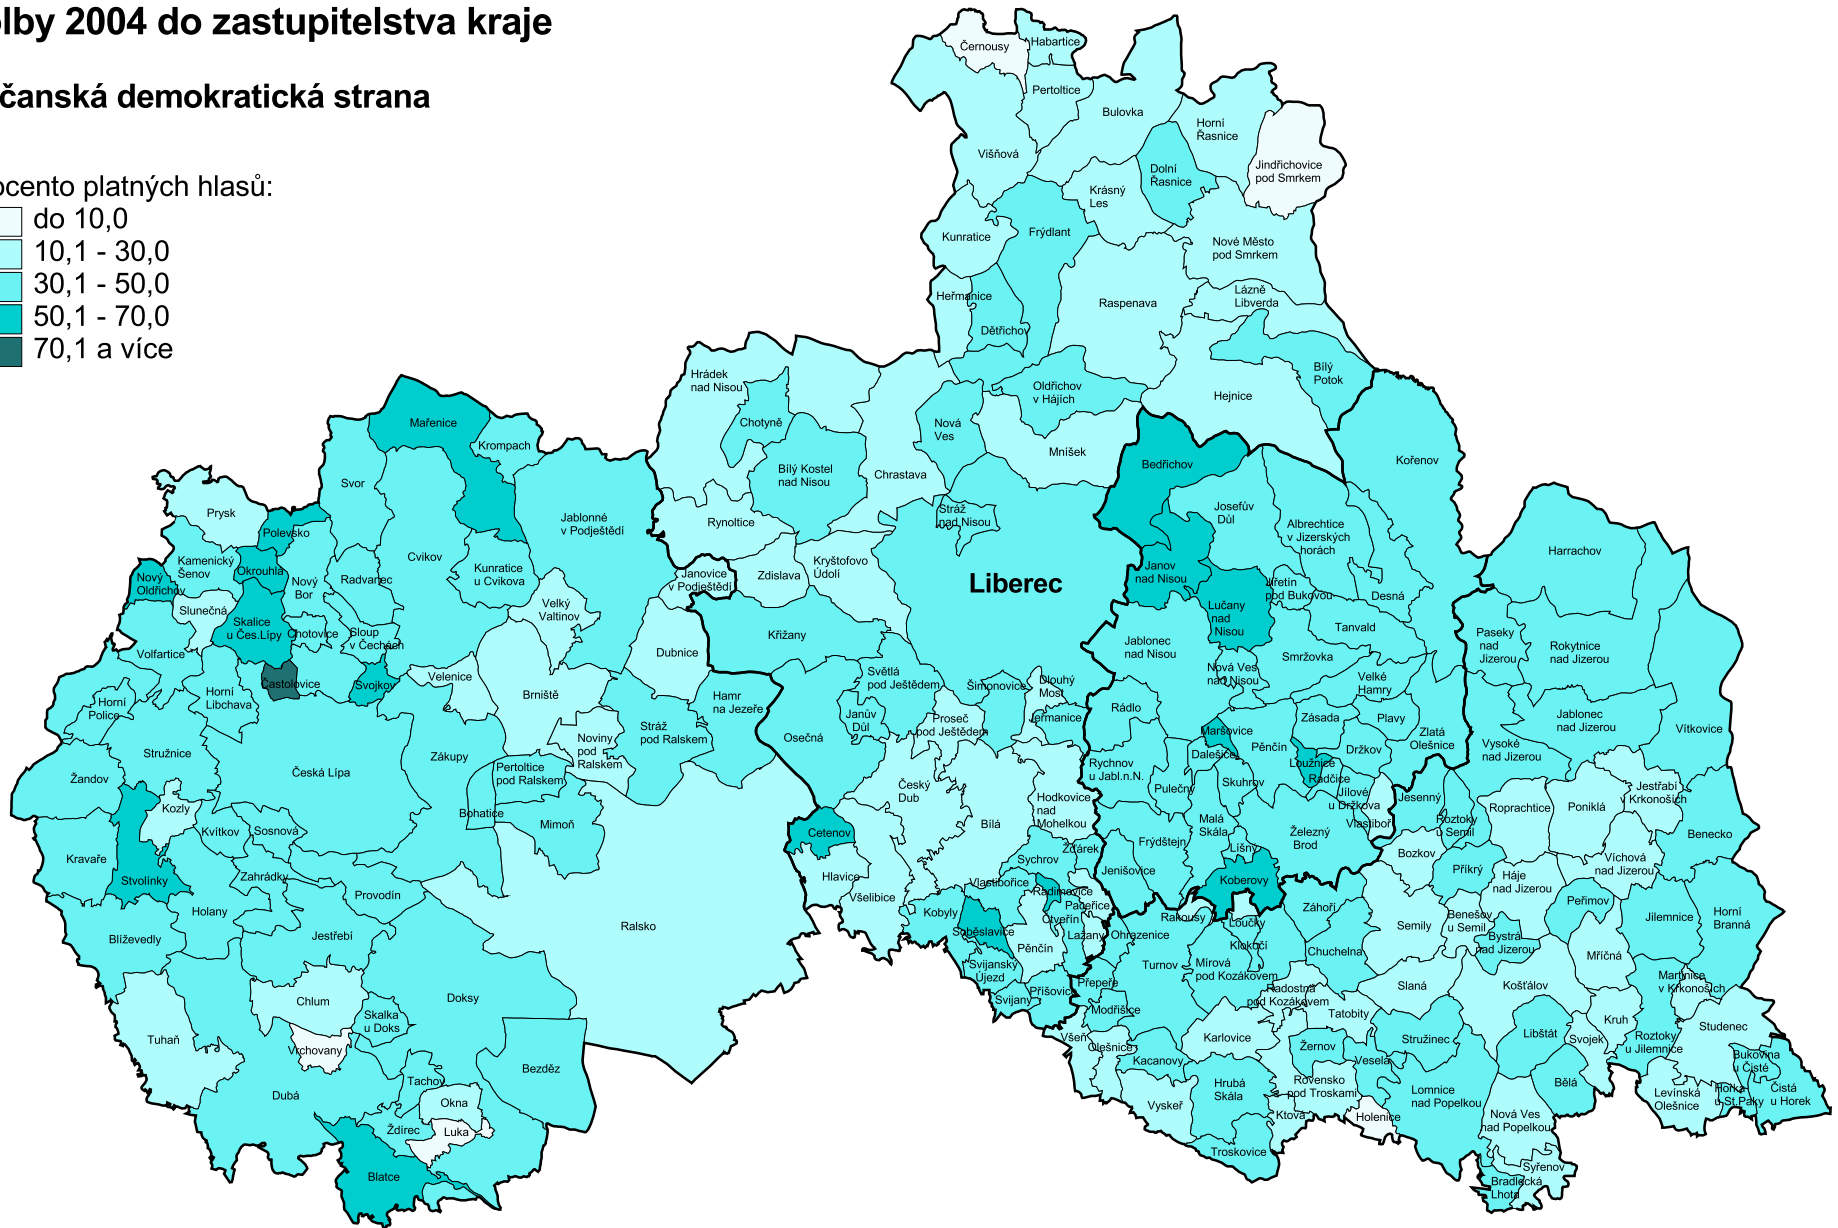 olby 2004 do zastupitelstva kraje
čanská demokratická strana
ocento platných hlasů:
do 10,0
10,1 - 30,0
30,1 - 50,0
50,1 - 70,0
70,1 a více
Černousy
Habartice
Pertoltice
Bulovka
Horní
Řasnice
Višňová
Dolní
Řasnice
Jindřichovice
pod Smrkem
Krásný
Les
Kunratice
Frýdlant
Nové Město
pod Smrkem
Heřmanice
Raspenava
Lázně
Libverda
Dětřichov
Hrádek
nad Nisou
Oldřichov
v Hájích
Bílý
Potok
Hejnice
Chotyně
Nová
Ves
Mařenice
Krompach
Mníšek
Bedřichov
Kořenov
Bílý Kostel
nad Nisou
Chrastava
Svor
Prysk
Rynoltice
Stráž
nad Nisou
Josefův
Důl
Jablonné
v Podještědí
Albrechtice
v Jizerských
horách
Polevsko
Harrachov
Cvikov
Kamenický
Šenov
Okrouhlá
Kunratice
u Cvikova
Kryštofovo
Údolí
Zdislava
Janovice
v Podještědí
Janov
nad Nisou
Liberec
Nový
Oldřichov
Nový
Bor
Radvanec
Jiřetín
pod Bukovou
Desná
Slunečná
Velký
Valtinov
Lučany
nad
Nisou
Skalice
u Čes.Lípy
Chotovice
Sloup
v Čechách
Křižany
Tanvald
Paseky
nad
Jizerou
Rokytnice
nad Jizerou
Jablonec
nad Nisou
Volfartice
Dubnice
Smržovka
Častolovice
Svojkov
Velenice
Světlá
pod Ještědem
Šimonovice
Dlouhý
Most
Nová Ves
nad Nisou
Velké
Hamry
Horní
Libchava
Brniště
Hamr
na Jezeře
Horní
Police
Janův
Důl
Proseč
pod Ještědem
Jeřmanice
Rádlo
Zásada
Plavy
Jablonec
nad Jizerou
Stráž
pod Ralskem
Vítkovice
Maršovice
Zlatá
Olešnice
Osečná
Noviny
pod
Ralskem
Stružnice
Zákupy
Dalešice
Pěnčín
Držkov
Vysoké
nad Jizerou
Česká Lípa
Pertoltice
pod Ralskem
Žandov
Rychnov
u Jabl.n.N.
Loužnice
Radčice
Skuhrov
Pulečný
Český
Dub
Jílové
u Držkova
Jesenný
Jestřabí
v Krkonoších
Hodkovice
nad
Mohelkou
Roprachtice
Poniklá
Kozly
Bohatice
Mimoň
Bílá
Malá
Skála
Vlastiboř
Roztoky
u Semil
Kvítkov
Sosnová
Cetenov
Železný
Brod
Benecko
Frýdštejn
Líšný
Žďárek
Sychrov
Bozkov
Víchová
nad Jizerou
Kravaře
Příkrý
Háje
nad Jizerou
Jenišovice
Hlavice
Stvolínky
Zahrádky
Koberovy
Vlastibořice
Radimovice
Provodín
Všelibice
Peřimov
Paceřice
Kobyly
Holany
Záhoří
Benešov
u Semil
Jilemnice
Horní
Branná
Rakousy
Čtveřín
Loučky
Semily
Ralsko
Soběslavice
Lažany
Ohrazenice
Bystrá
nad Jizerou
Jestřebí
Blíževedly
Pěnčín
Klokočí
Chuchelna
Mříčná
Turnov
Mírová
pod Kozákovem
Svijanský
Újezd
Martinice
v Krkonoších
Přepeře
Slaná
Košťálov
Doksy
Chlum
Příšovice
Radostná
pod Kozákovem
Svijany
Modřišice
Tatobity
Skalka
u Doks
Kruh
Studenec
Tuháň
Všeň
Karlovice
Stružinec
Libštát
Svojek
Roztoky
u Jilemnice
Vrchovany
Olešnice
Žernov
Kacanovy
Veselá
Bukovina
u Čisté
Bezděz
Tachov
Rovensko
pod Troskami
Bělá
Hrubá
Skála
Lomnice
nad Popelkou
Levínská
Olešnice
Horka
u St.Paky
Čistá
u Horek
Dubá
Okna
Vyskeř
Ktová
Holenice
Nová Ves
nad Popelkou
Ždírec
Luka
Troskovice
Syřenov
Blatce
Bradlecká
Lhota